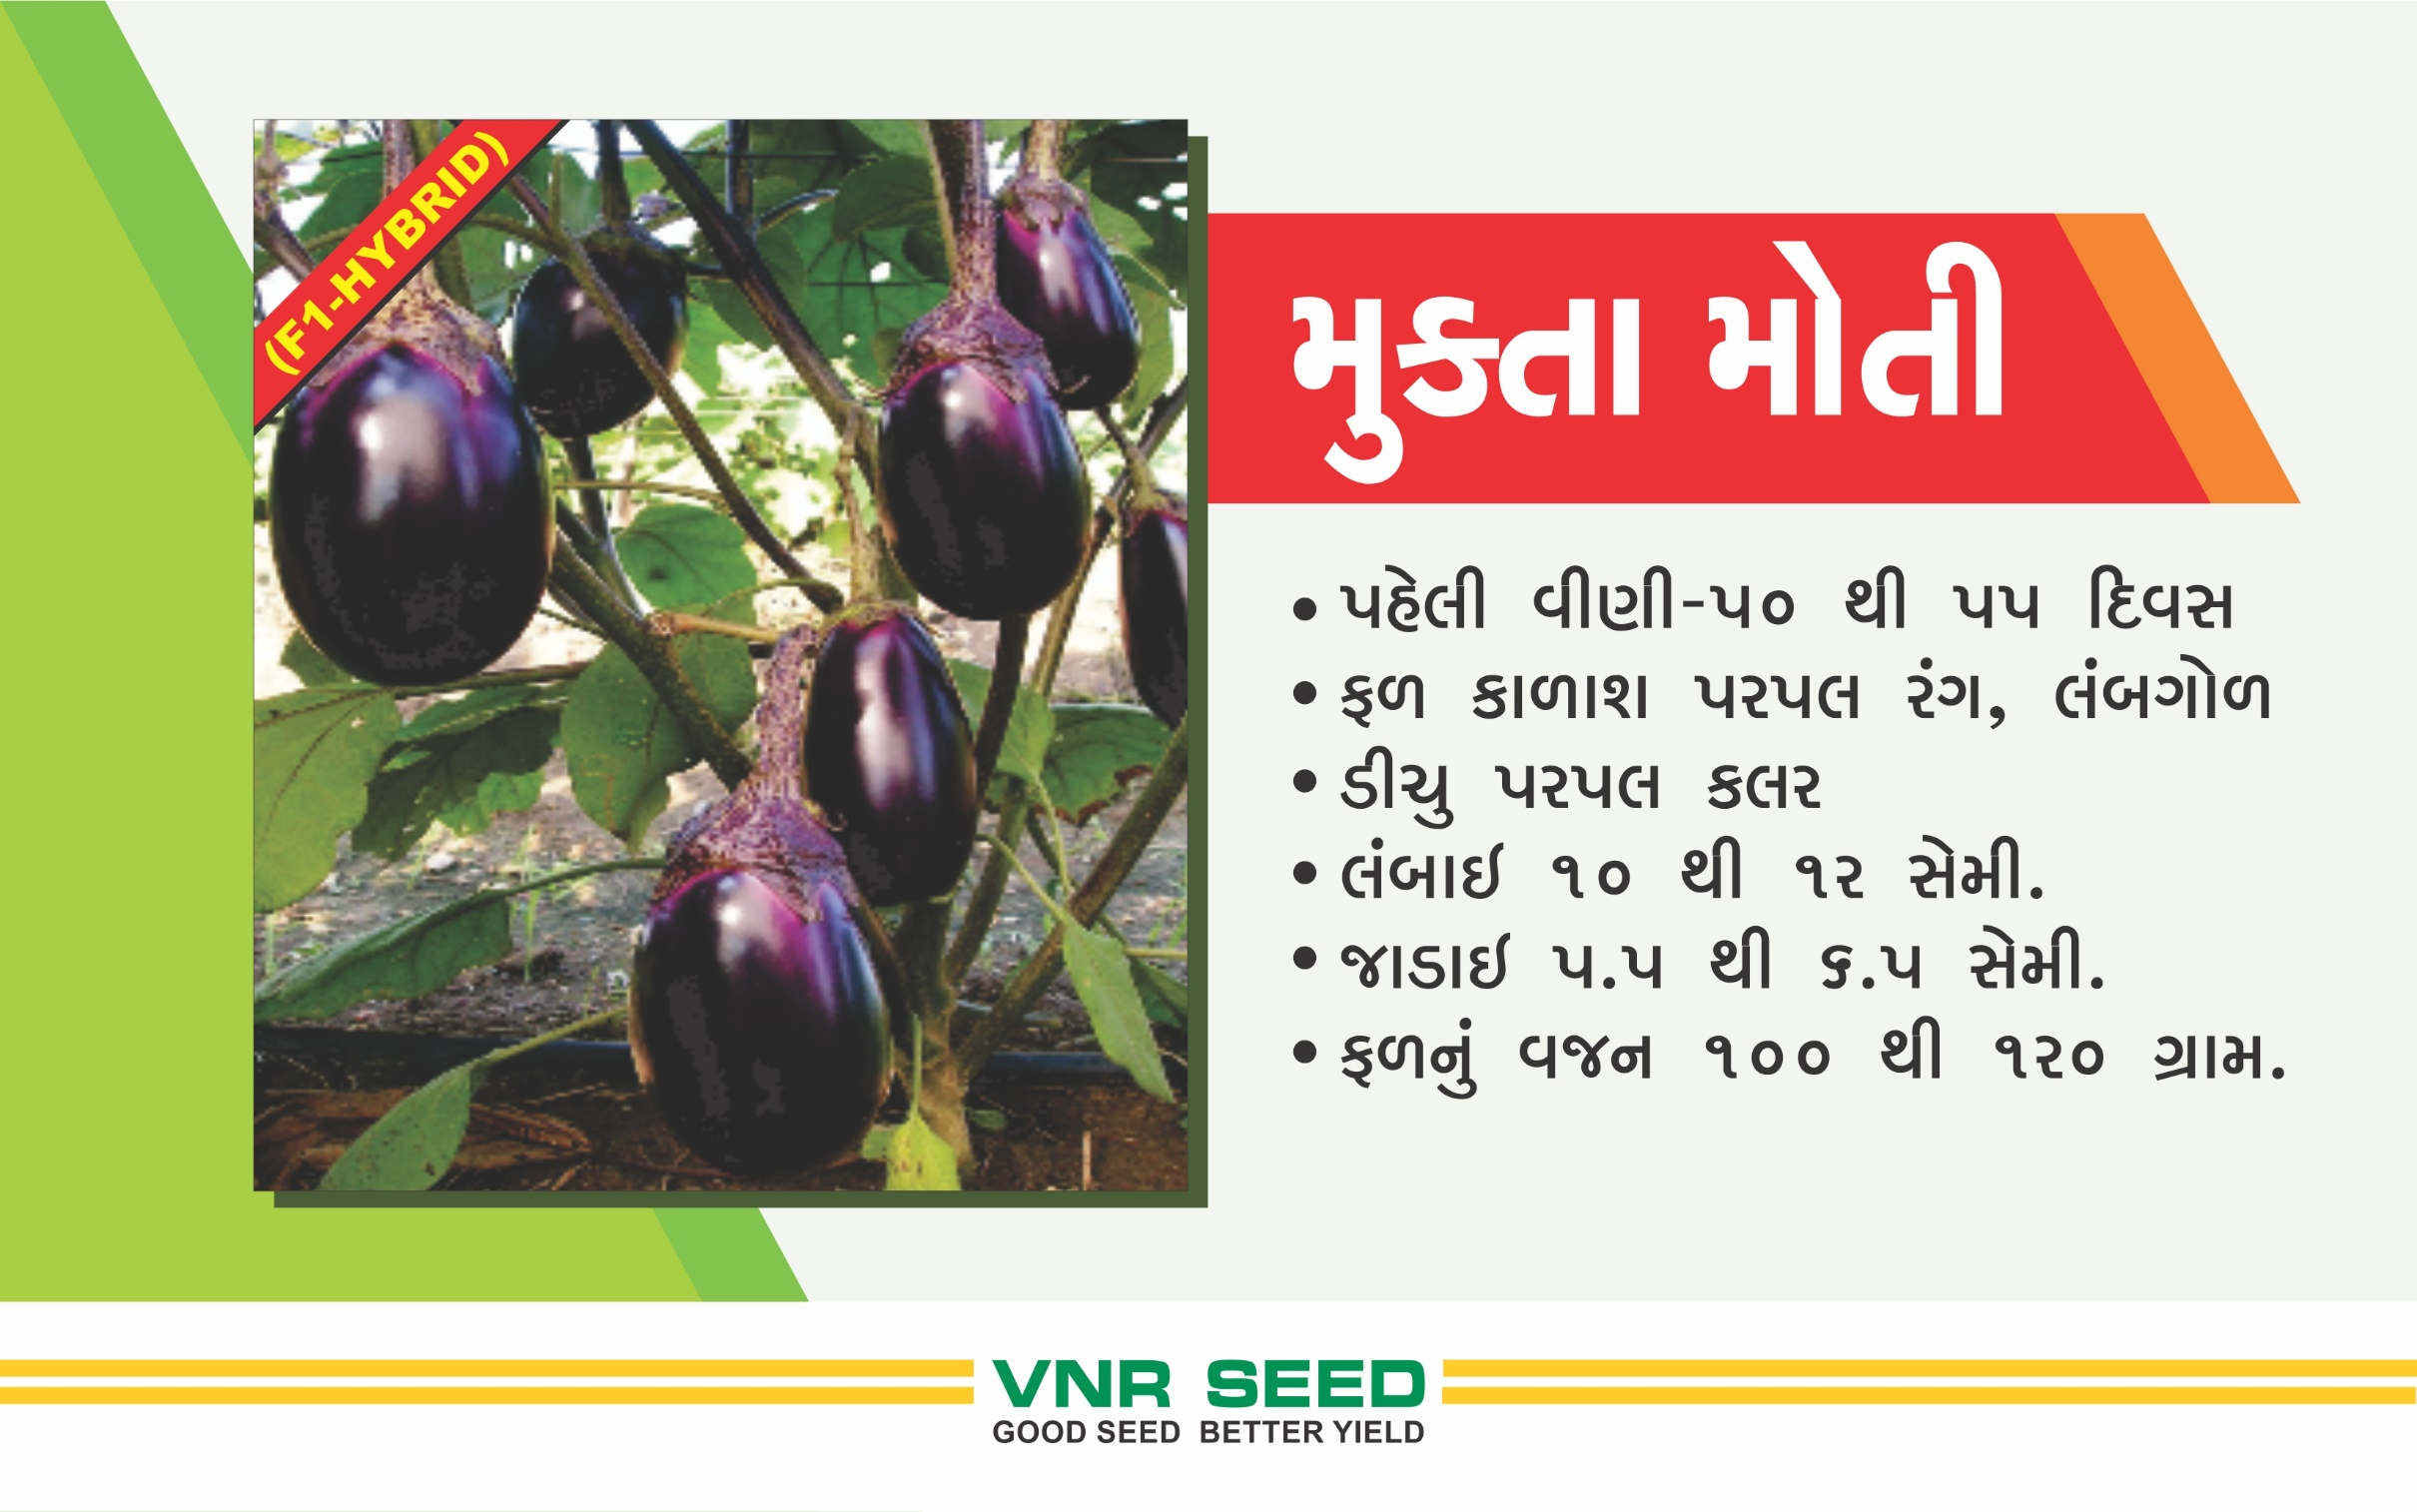 (F1-HYBRID))
મુક્તા મોતી
• પહેલી વીણી-૫૦ થી ૫૫ દિવસ
• ફળ કાળાશ પરપલ રંગ, લંબગોળ
• ડીચુ પરપલ કલર
• લંબાઈ ૧૦ થી ૧૨ સેમી.
• જાડાઈ ૫.૫ થી ૬.૫ સેમી.
• ફળનું વજન ૧૦૦ થી ૧૨૦ ગ્રામ.
VNR SEED
GOOD SEED BETTER YIELD